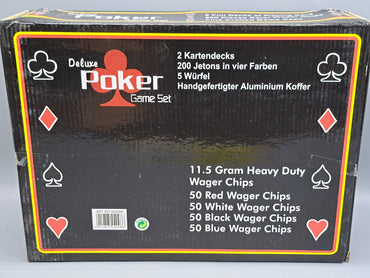 Deluxe
Poker
Game Set
2 Kartendecks
200 Jetons in vier Farben
5 Würfel
Handgefertigter Aluminium Koffer
11.5 Gram Heavy Duty
Wager Chips
50 Red Wager Chips
50 White Wager Chips
50 Black Wager Chips
50 Blue Wager Chips